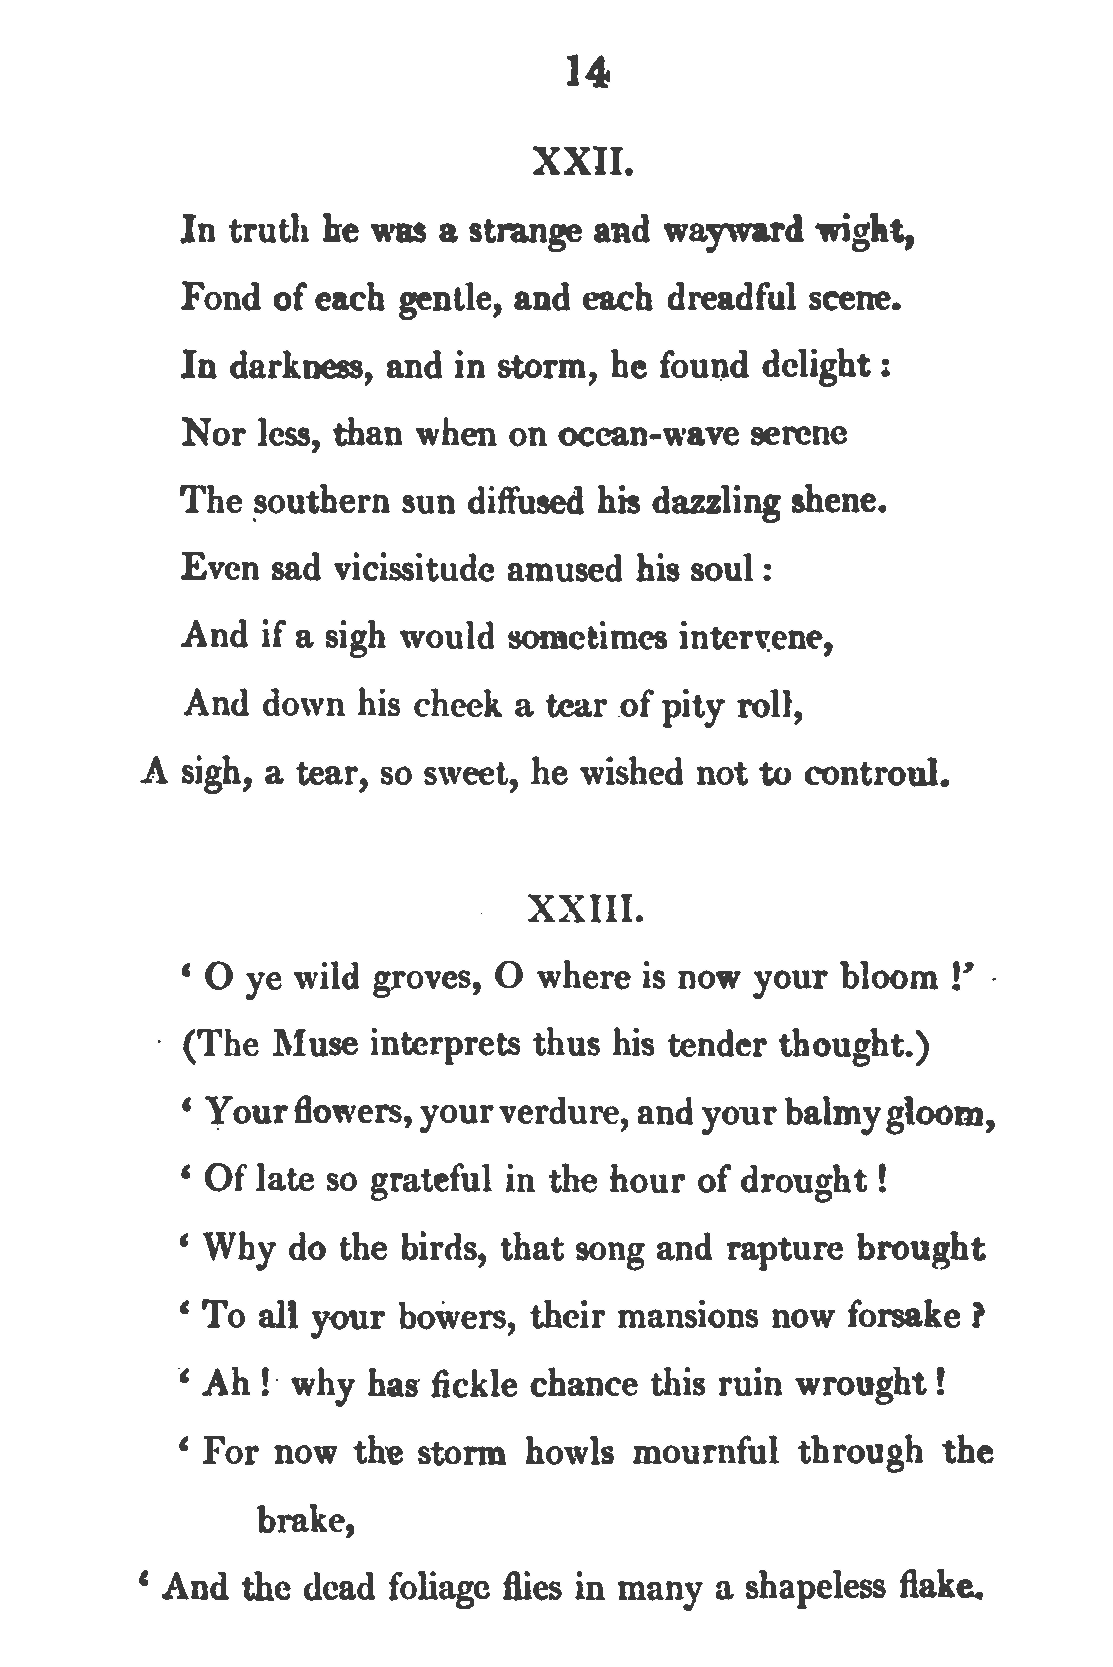 14
XXII.
In truth he was a strange and wayward wight,
Fond of each gentle, and each dreadful scene.
In darkness, and in storm, he found delight :
Nor less, than when on ocean-wave serene
The southern sun diffused his dazzling shene.
Even sad vicissitude amused his soul :
And if a sigh would sometimes intervene,
And down his cheek a tear of pity roll,
A sigh, a tear, so sweet, he wished not to controul.
XXIII.
‘ O ye wild groves, O where is now your bloom !’
(The Muse interprets thus his tender thought.)
‘ Your flowers, your verdure, and your balmy gloom,
‘ Of late so grateful in the hour of drought !
‘ Why do the birds, that song and rapture brought
‘ To all your bowers, their mansions now forsake ?
‘ Ah ! why has fickle chance this ruin wrought !
‘ For now the storm howls mournful through the
brake,
‘ And the dead foliage flies in many a shapeless flake.